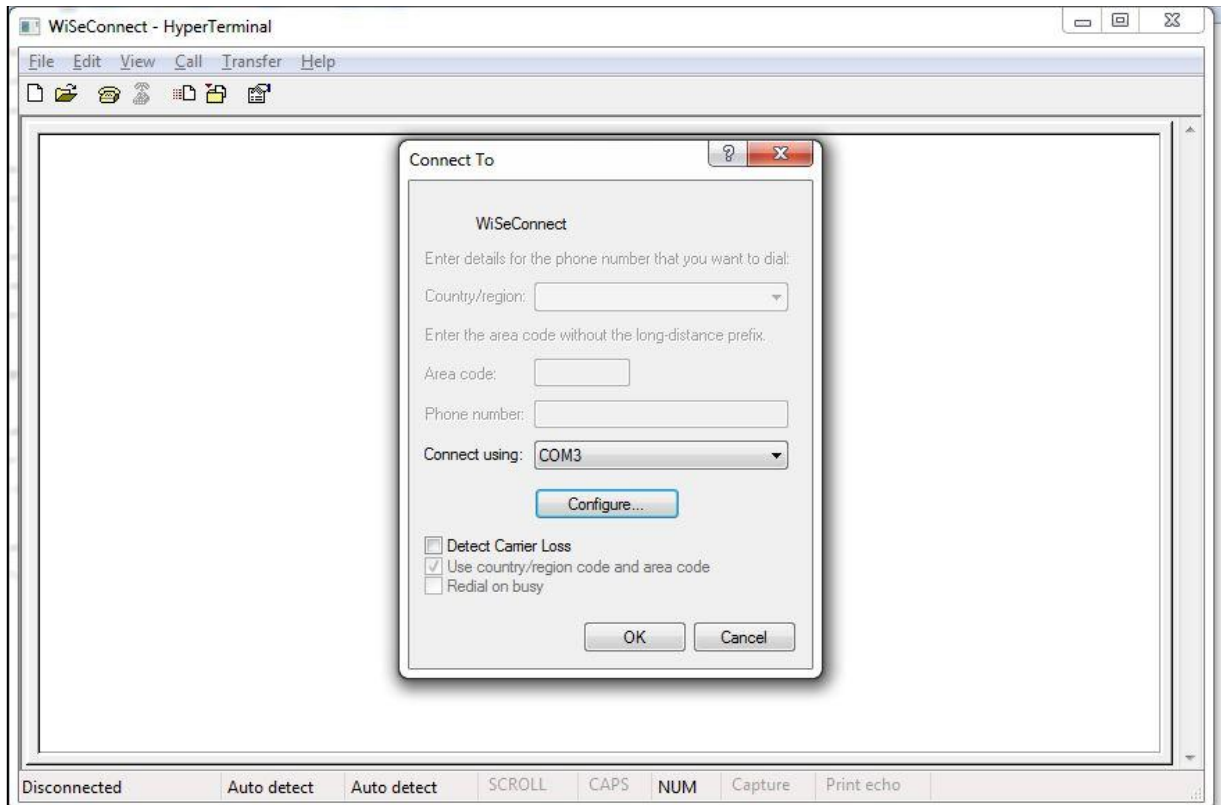 WiSeConnect - HyperTerminal
File Edit View Call Transfer Help
Connect To
WiSeConnect
Enter details for the phone number that you want to dial:
Country/region:
Enter the area code without the long-distance prefix.
Area code:
Phone number:
Connect using: COM3
Configure...
Detect Carrier Loss
Use country/region code and area code
Redial on busy
OK Cancel
Disconnected Auto detect Auto detect SCROLL CAPS NUM Capture Print echo